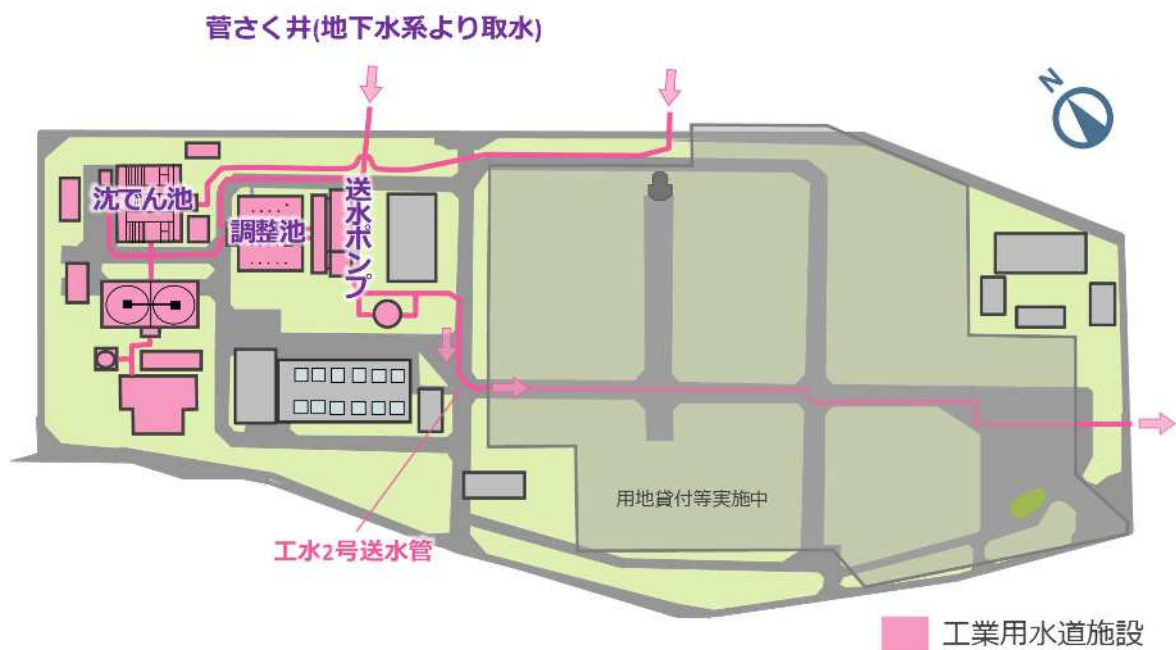 菅さく井(地下水系より取水)
N
沈でん池
調整池
送水ポンプ
用地貸付等実施中
工水2号送水管
工業用水道施設